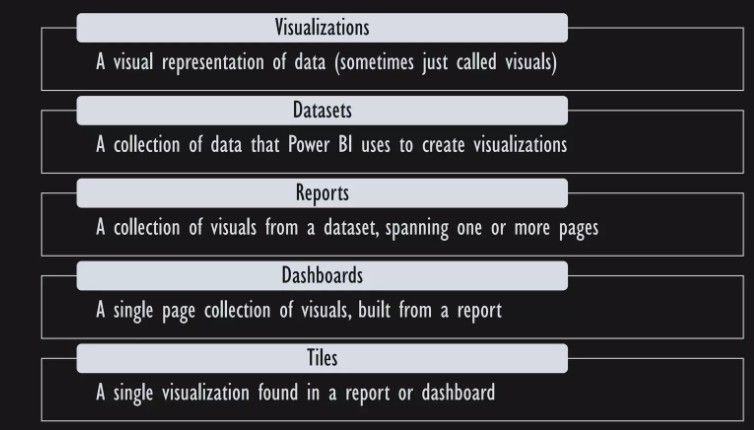 Visualizations
A visual representation of data (sometimes just called visuals)
Datasets
A collection of data that Power BI uses to create visualizations
Reports
A collection of visuals from a dataset, spanning one or more pages
Dashboards
A single page collection of visuals, built from a report
Tiles
A single visualization found in a report or dashboard